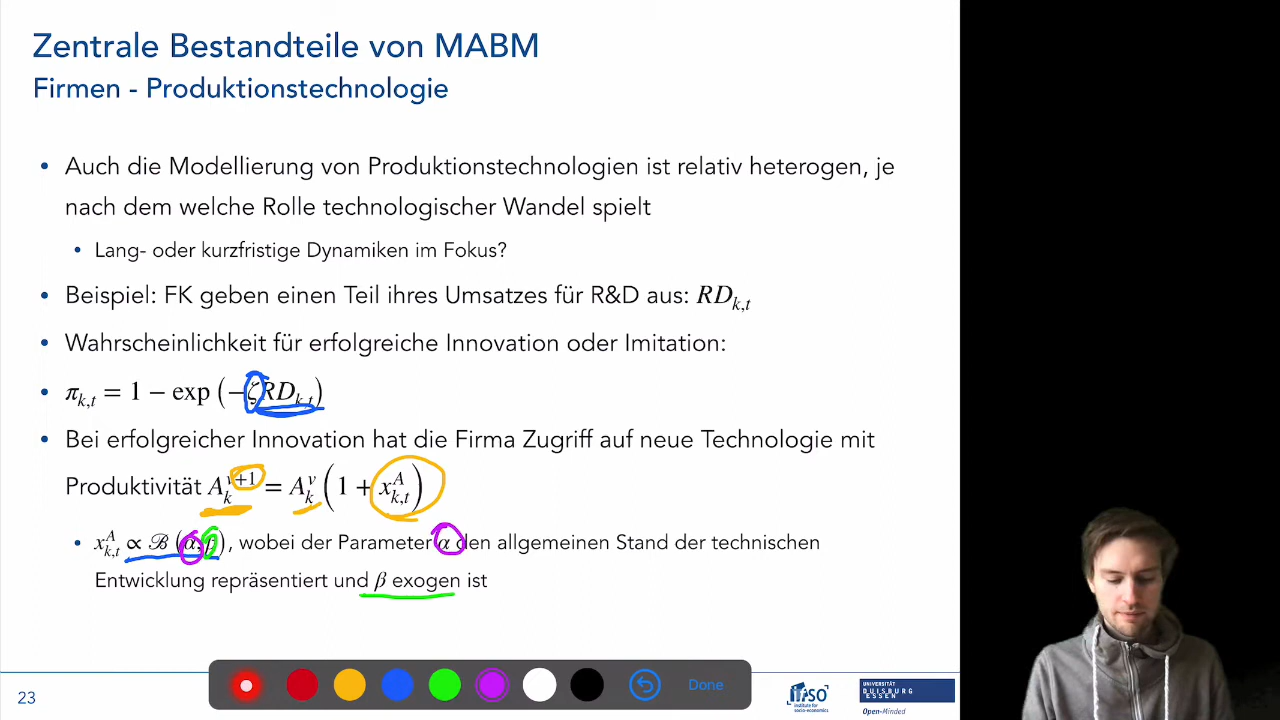 Zentrale Bestandteile von MABM
Firmen - Produktionstechnologie
• Auch die Modellierung von Produktionstechnologien ist relativ heterogen, je
nach dem welche Rolle technologischer Wandel spielt
• Lang- oder kurzfristige Dynamiken im Fokus?
• Beispiel: FK geben einen Teil ihres Umsatzes für R&D aus: RD_{k,t}
• Wahrscheinlichkeit für erfolgreiche Innovation oder Imitation:
• π_{k,t} = 1 − exp (−ζRD_{k,t})
• Bei erfolgreicher Innovation hat die Firma Zugriff auf neue Technologie mit
Produktivität A_k^{v+1} = A_k^v (1 + x_{k,t}^A)
• x_{k,t}^A ∝ ℬ (α, β), wobei der Parameter α den allgemeinen Stand der technischen
Entwicklung repräsentiert und β exogen ist
Done
23
ifso
institute for
socio-economics
UNIVERSITÄT
DUISBURG
ESSEN
Open-Minded